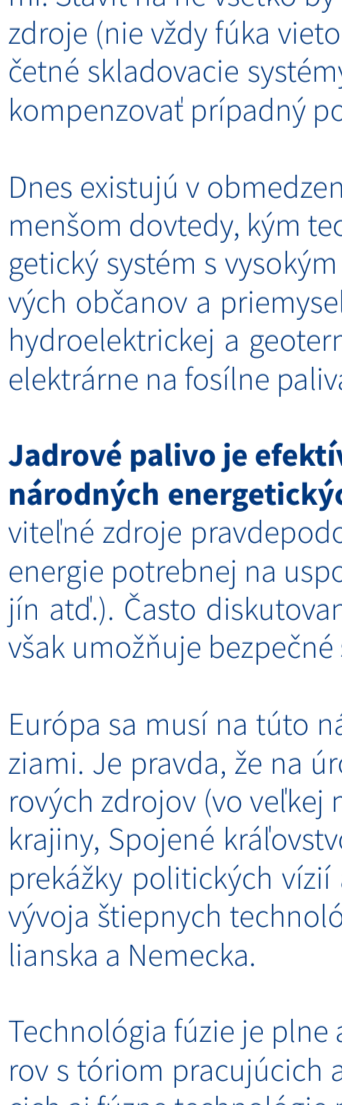 zdroje (nie vždy fúka vieto
četné skladovacie systémy
kompenzovať prípadný po
Dnes existujú v obmedzen
menšom dovtedy, kým tec
getický systém s vysokým
vých občanov a priemysel
hydroelektrickej a geoterm
elektrárne na fosílne paliva
Jadrové palivo je efektív
národných energetickýc
viteľné zdroje pravdepodo
energie potrebnej na uspo
jín atď.). Často diskutovan
však umožňuje bezpečné
Európa sa musí na túto ná
ziami. Je pravda, že na úro
rových zdrojov (vo veľkej
krajiny, Spojené kráľovstvo
prekážky politických vízií
vývoja štiepnych technoló
lianska a Nemecka.
Technológia fúzie je plne a
rov s tóriom pracujúcich a